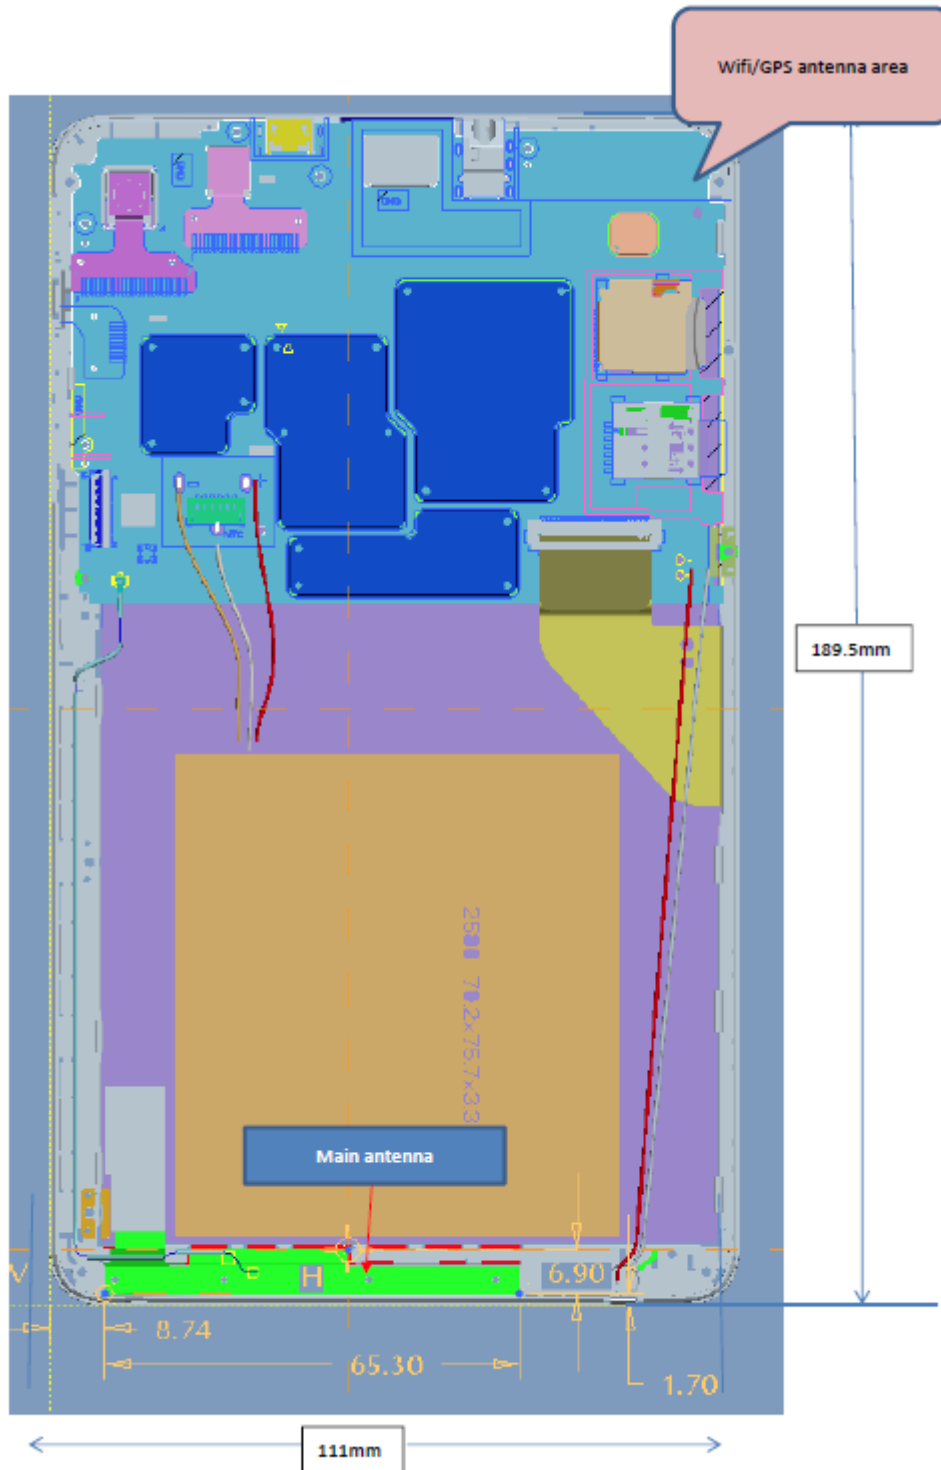 Wifi/GPS antenna area
189.5mm
Main antenna
H
6.90
8.74
65.30
1.70
111mm